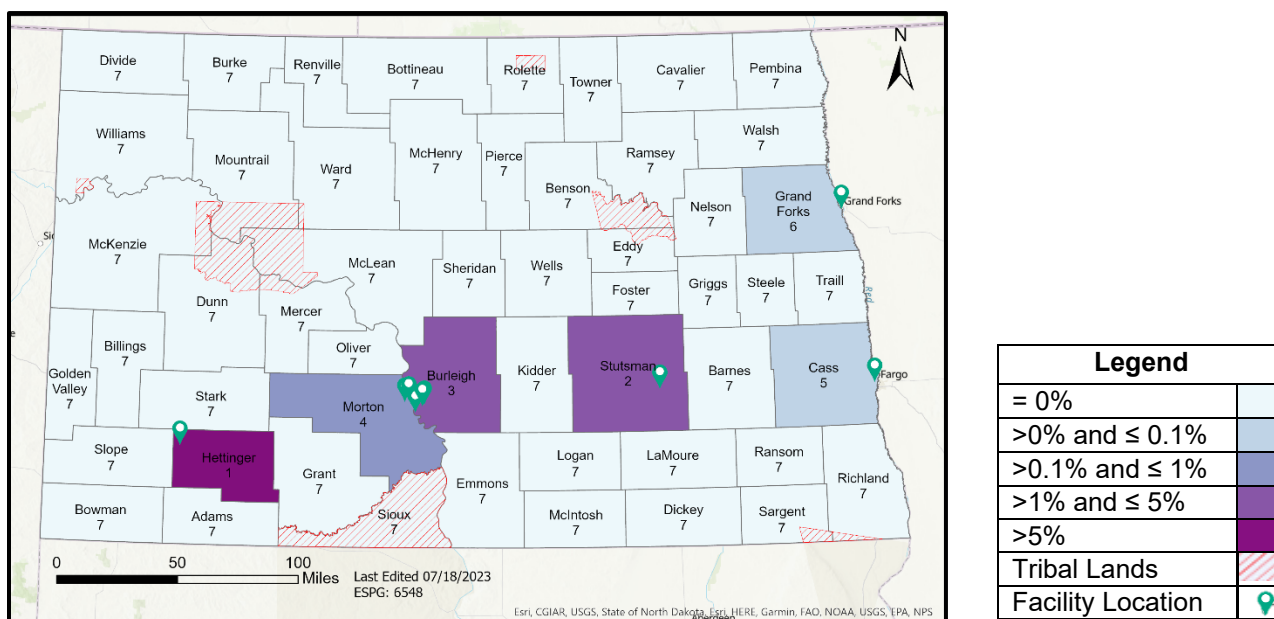 N
Divide
7
Burke
7
Renville
7
Bottineau
7
Rolette
7
Towner
7
Cavalier
7
Pembina
7
Williams
7
Mountrail
7
Ward
7
McHenry
7
Pierce
7
Benson
7
Ramsey
7
Walsh
7
Nelson
7
Grand
Forks
6
Grand Forks
McKenzie
7
McLean
7
Sheridan
7
Wells
7
Eddy
7
Foster
7
Griggs
7
Steele
7
Traill
7
Red
Dunn
7
Mercer
7
Oliver
7
Billings
7
Golden
Valley
7
Stark
7
Morton
4
Burleigh
3
Kidder
7
Stutsman
2
Barnes
7
Cass
5
Fargo
Slope
7
Hettinger
1
Grant
7
Sioux
7
Emmons
7
Logan
7
LaMoure
7
Ransom
7
Richland
7
Bowman
7
Adams
7
McIntosh
7
Dickey
7
Sargent
7
0 50 100
Miles
Last Edited 07/18/2023
ESPG: 6548
Esri, CGIAR, USGS, State of North Dakota, Esri, HERE, Garmin, FAO, NOAA, USGS, EPA, NPS
Legend
= 0%
>0% and ≤ 0.1%
>0.1% and ≤ 1%
>1% and ≤ 5%
>5%
Tribal Lands
Facility Location